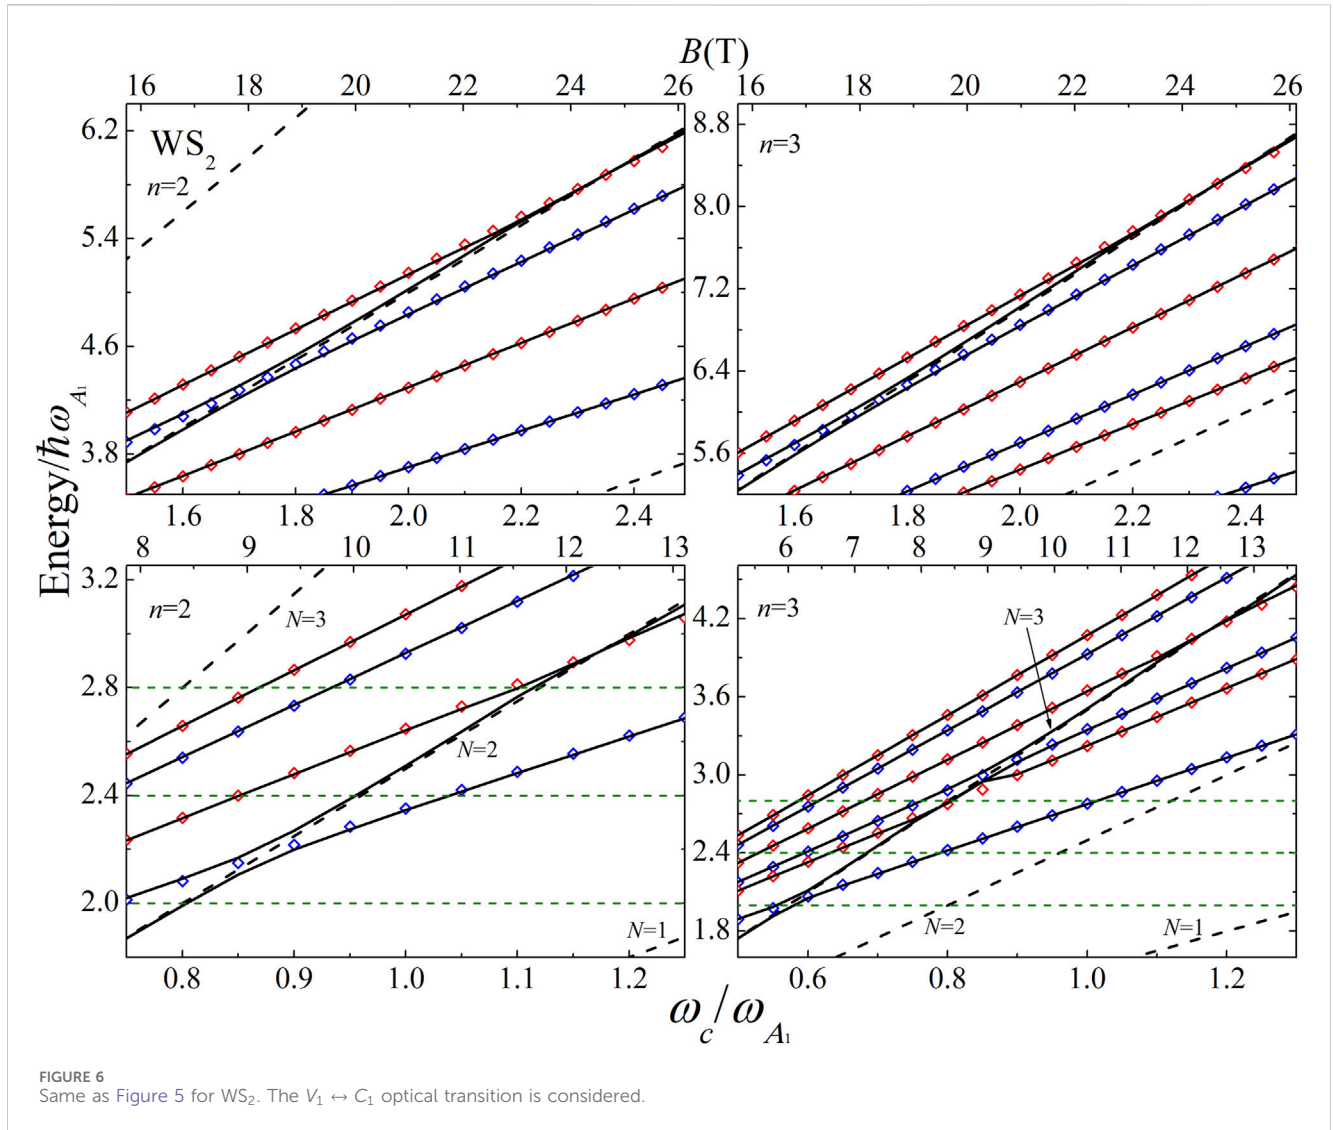 B(T)
16 18 20 22 24 26
16 18 20 22 24 26
WS2
n=2
n=3
6.2
5.4
4.6
3.8
8.8
8.0
7.2
6.4
5.6
1.6 1.8 2.0 2.2 2.4
1.6 1.8 2.0 2.2 2.4
Energy/ħωA1
8 9 10 11 12 13
6 7 8 9 10 11 12 13
n=2
N=3
N=2
N=1
n=3
N=3
N=2
N=1
3.2
2.8
2.4
2.0
4.2
3.6
3.0
2.4
1.8
0.8 0.9 1.0 1.1 1.2
0.6 0.8 1.0 1.2
ωc/ωA1
FIGURE 6
Same as Figure 5 for WS2. The V1 ↔ C1 optical transition is considered.